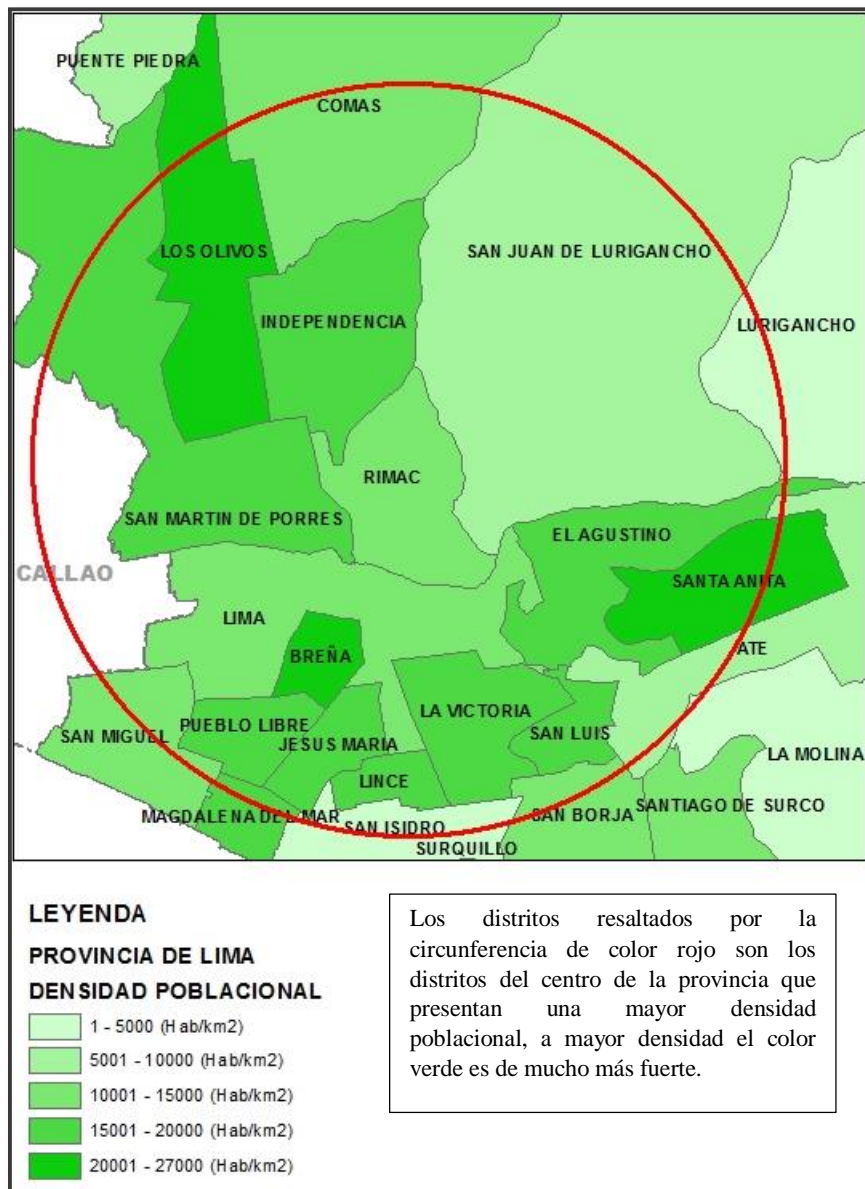 PUENTE PIEDRA
COMAS
LOS OLIVOS
SAN JUAN DE LURIGANCHO
INDEPENDENCIA
LURIGANCHO
RIMAC
SAN MARTIN DE PORRES
EL AGUSTINO
CALLAO
SANTA ANITA
LIMA
BREÑA
ATE
PUEBLO LIBRE
LA VICTORIA
SAN MIGUEL
JESUS MARIA
SAN LUIS
LA MOLINA
LINCE
MAGDALENA DEL MAR
SAN BORJA
SANTIAGO DE SURCO
SAN ISIDRO
SURQUILLO
LEYENDA
PROVINCIA DE LIMA
DENSIDAD POBLACIONAL
1 - 5000 (Hab/km2)
5001 - 10000 (Hab/km2)
10001 - 15000 (Hab/km2)
15001 - 20000 (Hab/km2)
20001 - 27000 (Hab/km2)
Los distritos resaltados por la
circunferencia de color rojo son los
distritos del centro de la provincia que
presentan una mayor densidad
poblacional, a mayor densidad el color
verde es de mucho más fuerte.